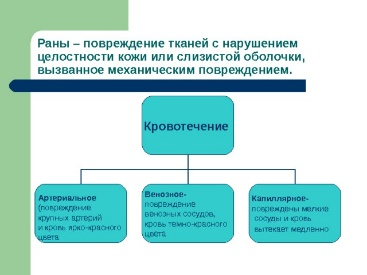 Раны – повреждение тканей с нарушением
целостности кожи или слизистой оболочки,
вызванное механическим повреждением.
Кровотечение
Артериальное
(повреждение
крупных артерий
и кровь ярко-красного
цвета
Венозное-
повреждение
венозных сосудов,
кровь темно-красного
цвета
Капиллярное-
повреждены мелкие
сосуды и кровь
вытекает медленно